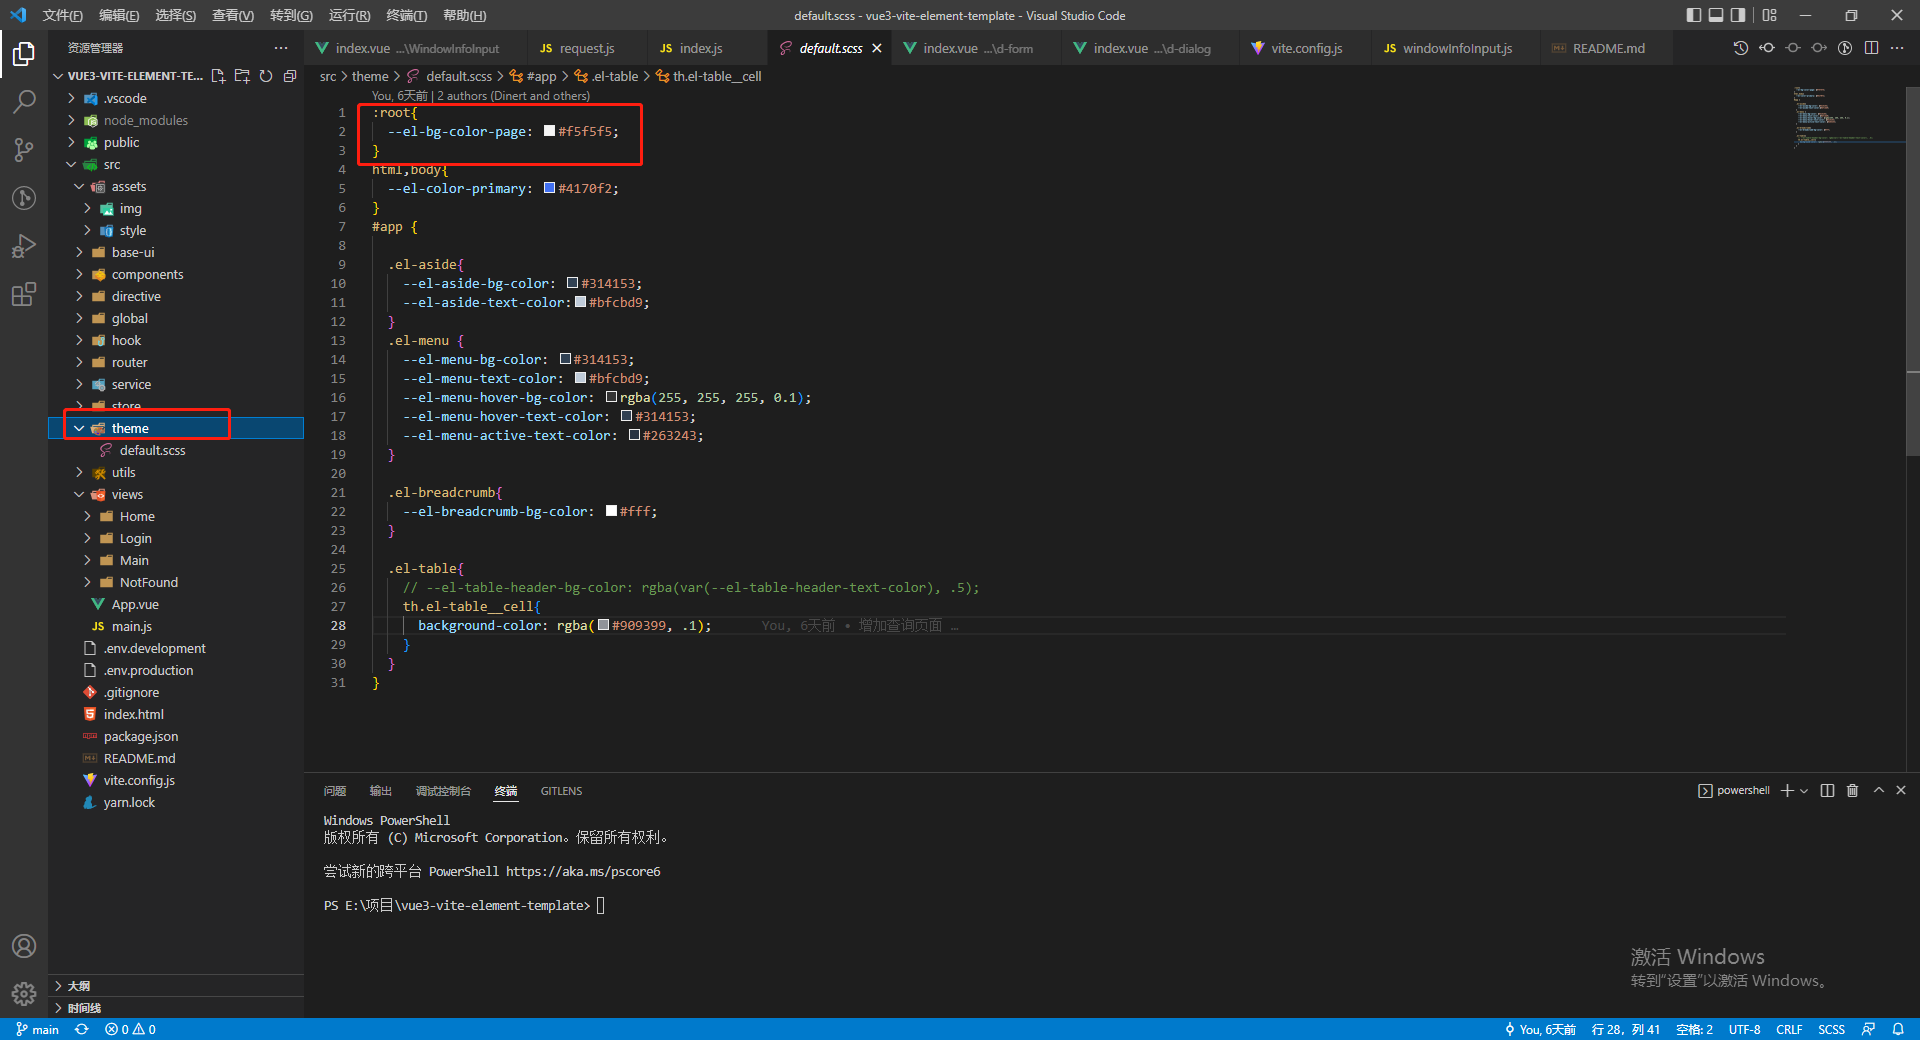 文件(F) 编辑(E) 选择(S) 查看(V) 转到(G) 运行(R) 终端(T) 帮助(H)
default.scss - vue3-vite-element-template - Visual Studio Code
资源管理器
VUE3-VITE-ELEMENT-TE...
.vscode
node_modules
public
src
assets
img
style
base-ui
components
directive
global
hook
router
service
store
theme
default.scss
utils
views
Home
Login
Main
NotFound
App.vue
JS main.js
.env.development
.env.production
.gitignore
index.html
package.json
README.md
vite.config.js
yarn.lock
大纲
时间线
index.vue ...\WindowInfoInput
JS request.js
JS index.js
default.scss
index.vue ...\d-form
index.vue ...\d-dialog
vite.config.js
JS windowInfoInput.js
README.md
src > theme > default.scss > #app > .el-table > th.el-table__cell
You, 6天前 | 2 authors (Dinert and others)
1 :root{
2 --el-bg-color-page: #f5f5f5;
3 }
4 html,body{
5 --el-color-primary: #4170f2;
6 }
7 #app {
8
9 .el-aside{
10 --el-aside-bg-color: #314153;
11 --el-aside-text-color: #bfcbd9;
12 }
13 .el-menu {
14 --el-menu-bg-color: #314153;
15 --el-menu-text-color: #bfcbd9;
16 --el-menu-hover-bg-color: rgba(255, 255, 255, 0.1);
17 --el-menu-hover-text-color: #314153;
18 --el-menu-active-text-color: #263243;
19 }
20
21 .el-breadcrumb{
22 --el-breadcrumb-bg-color: #fff;
23 }
24
25 .el-table{
26 // --el-table-header-bg-color: rgba(var(--el-table-header-text-color), .5);
27 th.el-table__cell{
28 background-color: rgba(#909399, .1); You, 6天前 • 增加查询页面 …
29 }
30 }
31 }
问题 输出 调试控制台 终端 GITLENS
powershell
Windows PowerShell
版权所有 (C) Microsoft Corporation。保留所有权利。
尝试新的跨平台 PowerShell https://aka.ms/pscore6
PS E:\项目\vue3-vite-element-template>
激活 Windows
转到"设置"以激活 Windows。
main 0 0
You, 6天前 行 28, 列 41 空格: 2 UTF-8 CRLF SCSS